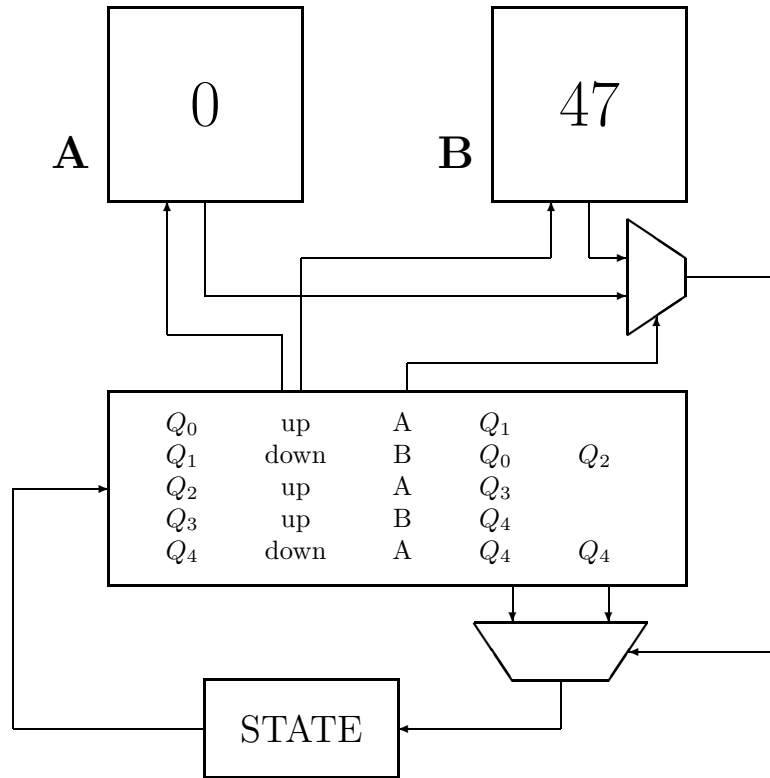 0
47
A
B
Q₀ up A Q₁
Q₁ down B Q₀ Q₂
Q₂ up A Q₃
Q₃ up B Q₄
Q₄ down A Q₄ Q₄
STATE